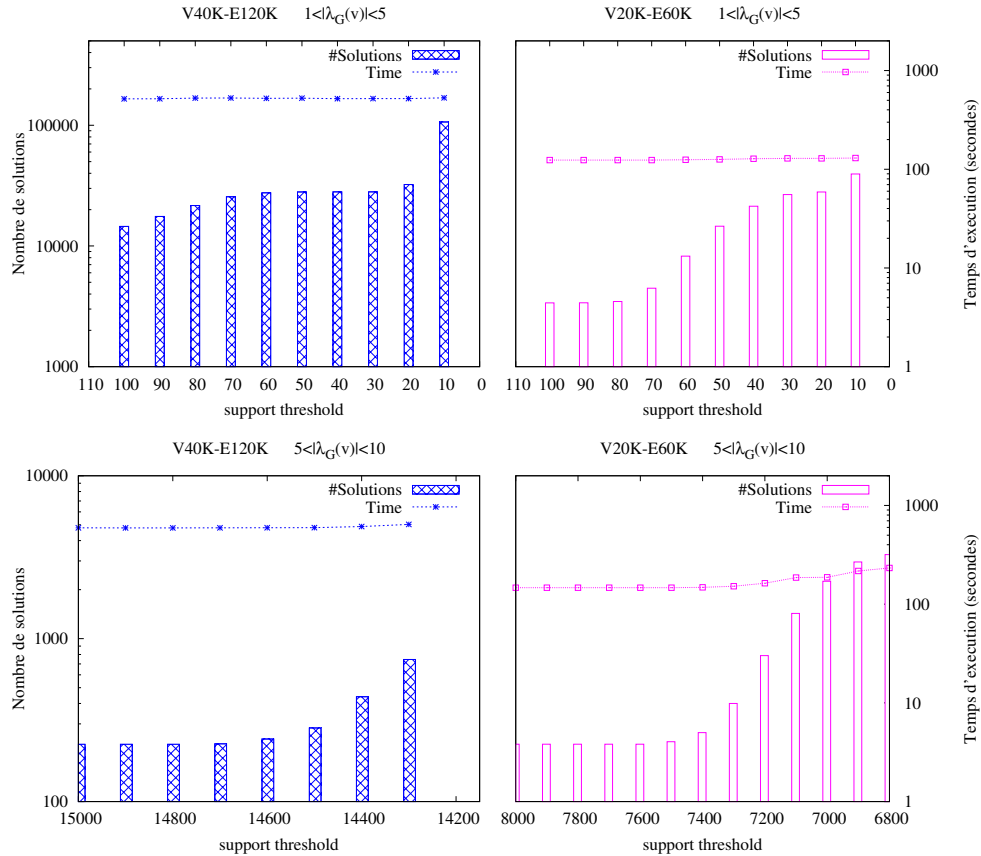 V40K-E120K 1<|λG(v)|<5
#Solutions
Time
Nombre de solutions
100000
10000
1000
110 100 90 80 70 60 50 40 30 20 10 0
support threshold
V20K-E60K 1<|λG(v)|<5
#Solutions
Time
1000
100
10
1
Temps d'execution (secondes)
110 100 90 80 70 60 50 40 30 20 10 0
support threshold
V40K-E120K 5<|λG(v)|<10
#Solutions
Time
Nombre de solutions
10000
1000
100
15000 14800 14600 14400 14200
support threshold
V20K-E60K 5<|λG(v)|<10
#Solutions
Time
1000
100
10
1
Temps d'execution (secondes)
8000 7800 7600 7400 7200 7000 6800
support threshold